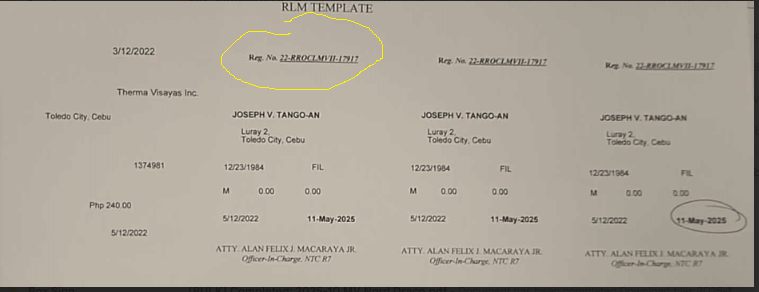 RLM TEMPLATE
3/12/2022
Therma Visayas Inc.
Toledo City, Cebu
1374981
Php 240.00
5/12/2022
Reg. No. 22-RROCLMVII-17917
JOSEPH V. TANGO-AN
Luray 2,
Toledo City, Cebu
12/23/1984 FIL
M 0.00 0.00
5/12/2022 11-May-2025
ATTY. ALAN FELIX J. MACARAYA JR.
Officer-In-Charge, NTC R7
Reg. No. 22-RROCLMVII-17917
JOSEPH V. TANGO-AN
Luray 2,
Toledo City, Cebu
12/23/1984 FIL
M 0.00 0.00
5/12/2022 11-May-2025
ATTY. ALAN FELIX J. MACARAYA JR.
Officer-In-Charge, NTC R7
Reg. No. 22-RROCLMVII-17917
JOSEPH V. TANGO-AN
Luray 2,
Toledo City, Cebu
12/23/1984 FIL
M 0.00 0.00
5/12/2022 11-May-2025
ATTY. ALAN FELIX J. MACARAYA JR.
Officer-In-Charge, NTC R7